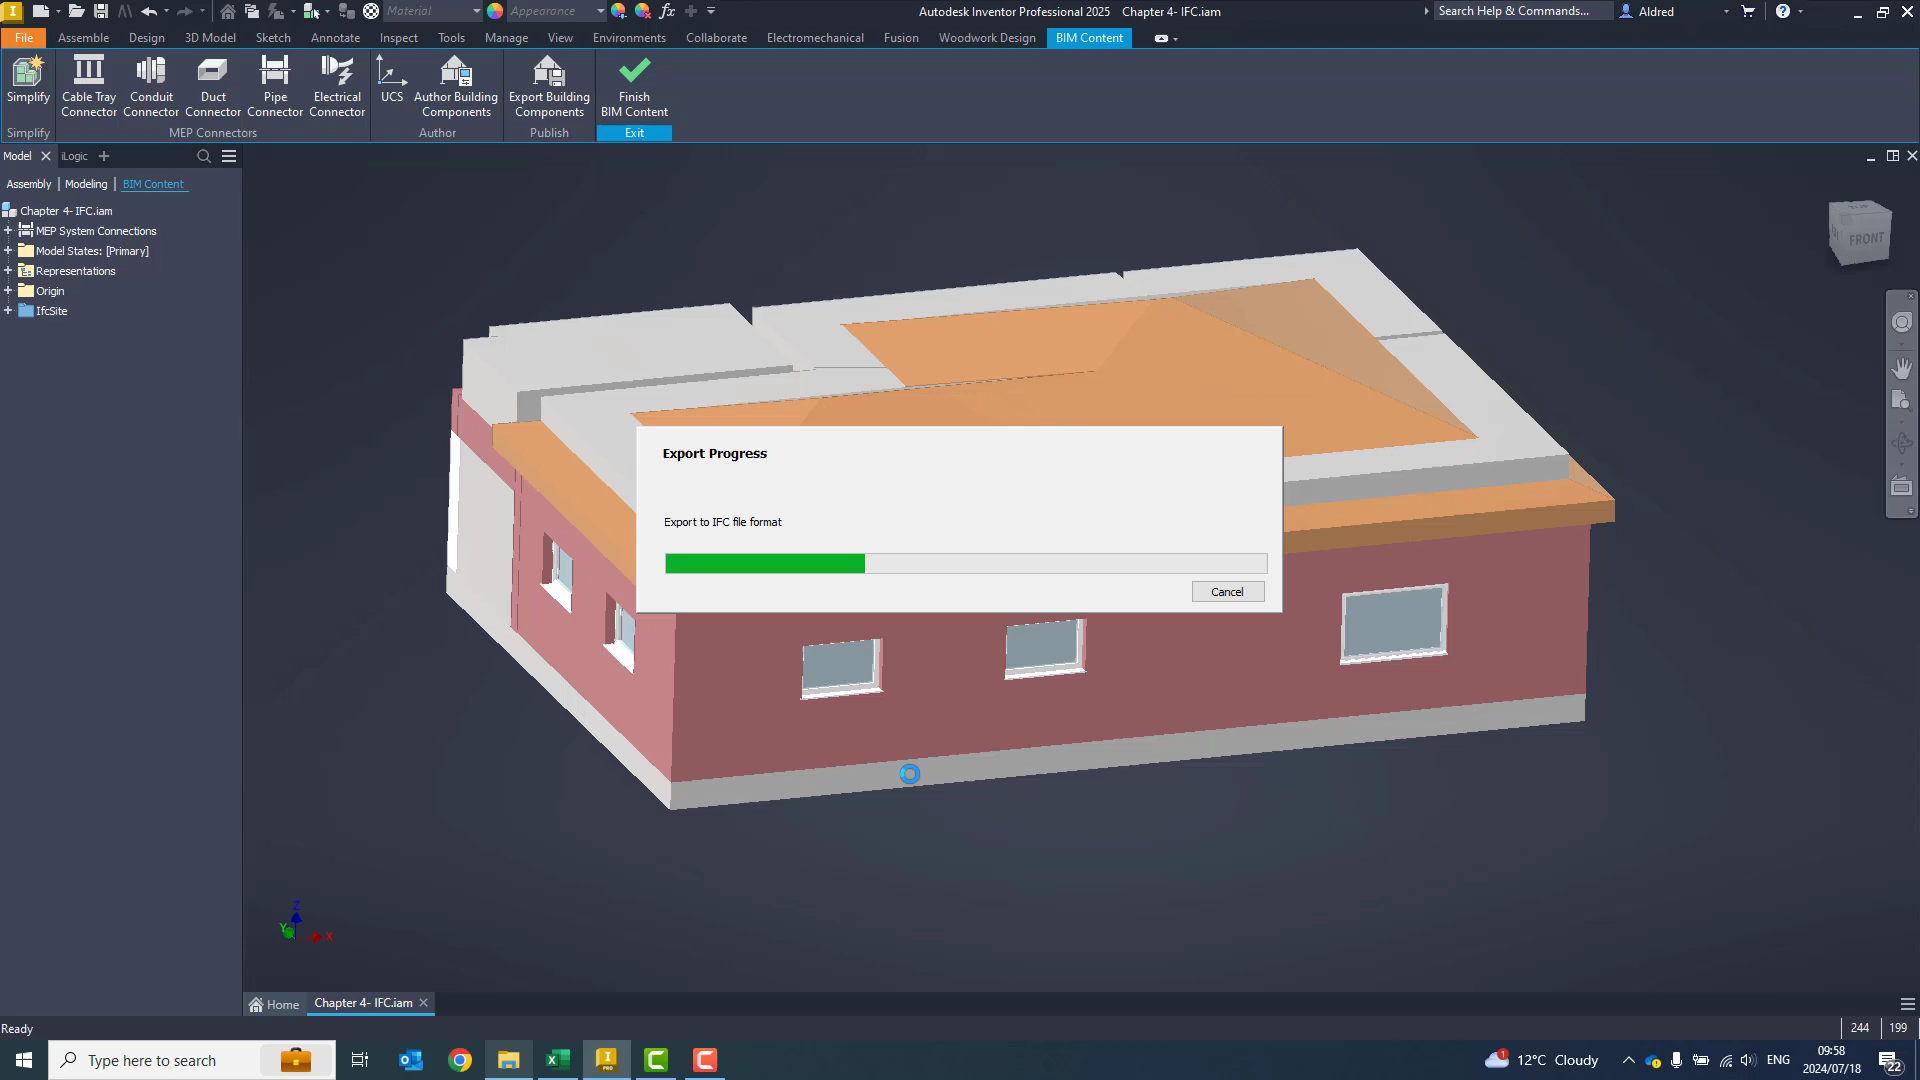 Material
Appearance
fx
Autodesk Inventor Professional 2025 Chapter 4- IFC.iam
Search Help & Commands...
Aldred
File
Assemble
Design
3D Model
Sketch
Annotate
Inspect
Tools
Manage
View
Environments
Collaborate
Electromechanical
Fusion
Woodwork Design
BIM Content
Simplify
Cable Tray
Connector
Conduit
Connector
Duct
Connector
Pipe
Connector
Electrical
Connector
UCS
Author Building
Components
Export Building
Components
Finish
BIM Content
Simplify
MEP Connectors
Author
Publish
Exit
Model
iLogic
Assembly
Modeling
BIM Content
Chapter 4- IFC.iam
MEP System Connections
Model States: [Primary]
Representations
Origin
IfcSite
FRONT
Export Progress
Export to IFC file format
Cancel
Z
Y
X
Home
Chapter 4- IFC.iam
Ready
244
199
Type here to search
PRO
1
12°C Cloudy
ENG
09:58
2024/07/18
22